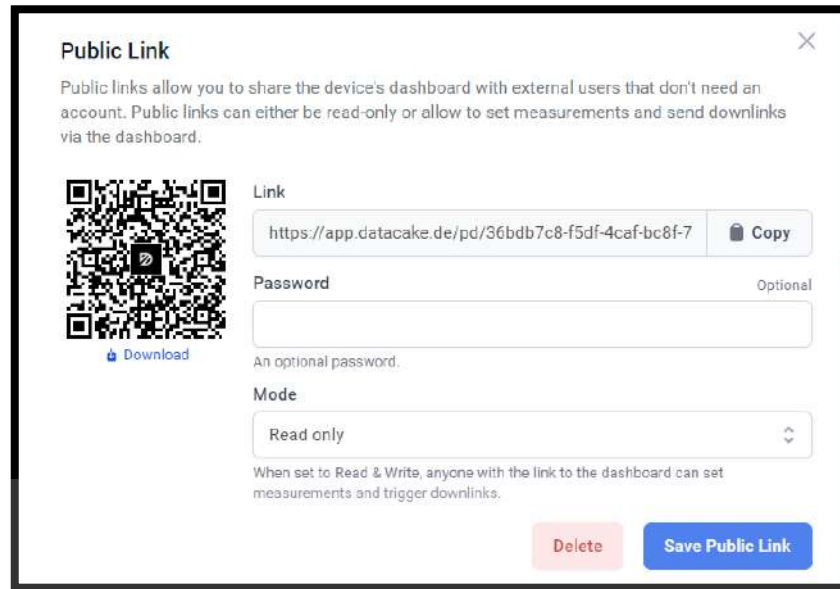 Public Link
Public links allow you to share the device's dashboard with external users that don't need an
account. Public links can either be read-only or allow to set measurements and send downlinks
via the dashboard.
Link
https://app.datacake.de/pd/36bdb7c8-f5df-4caf-bc8f-7
Copy
Password
Optional
An optional password.
Download
Mode
Read only
When set to Read & Write, anyone with the link to the dashboard can set
measurements and trigger downlinks.
Delete
Save Public Link